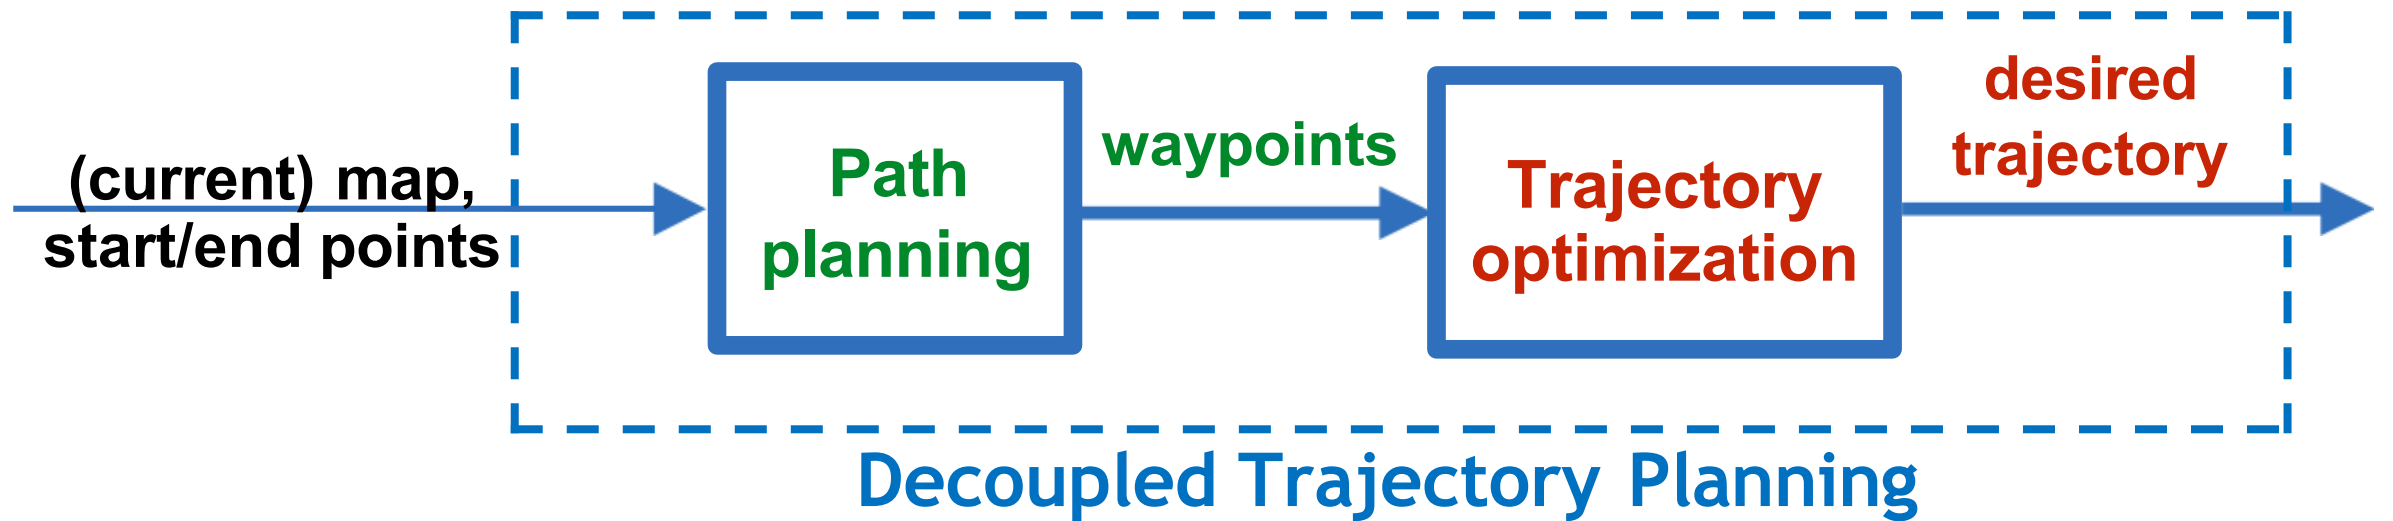 (current) map,
start/end points
Path
planning
waypoints
Trajectory
optimization
desired
trajectory
Decoupled Trajectory Planning